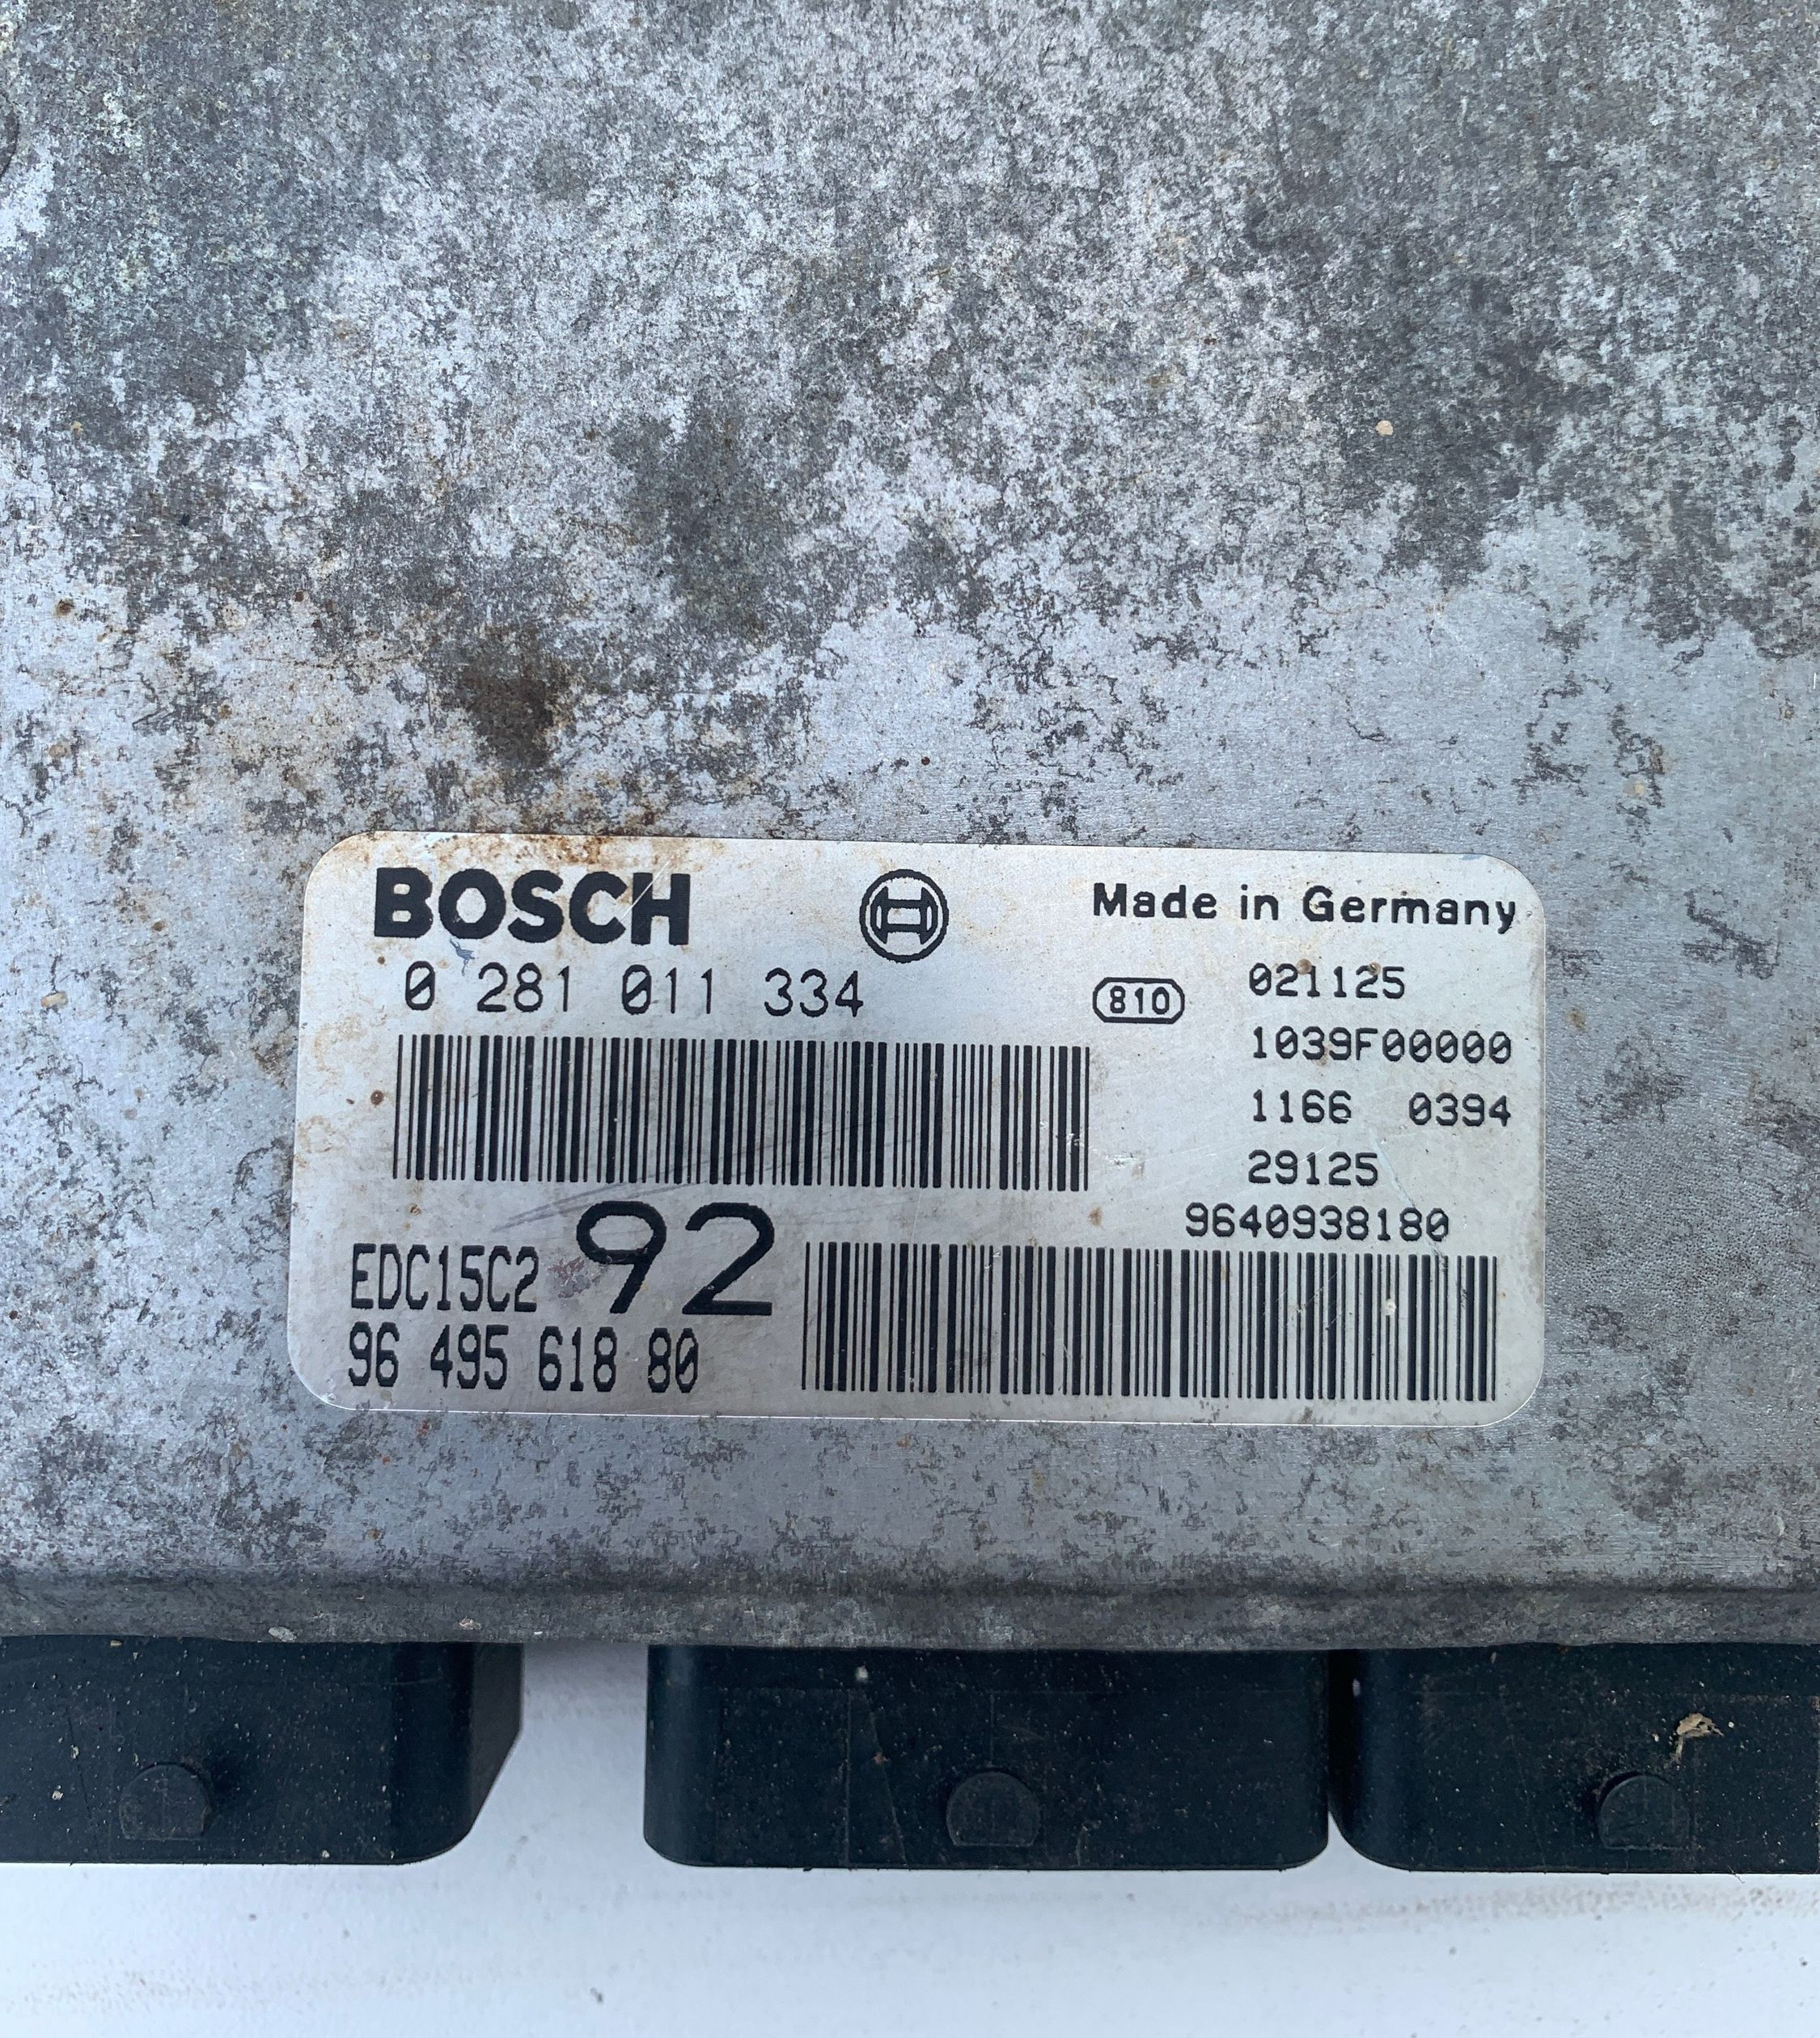 BOSCH
Made in Germany
0 281 011 334
810
021125
1039F00000
1166 0394
29125
9640938180
EDC15C2 92
96 495 618 80